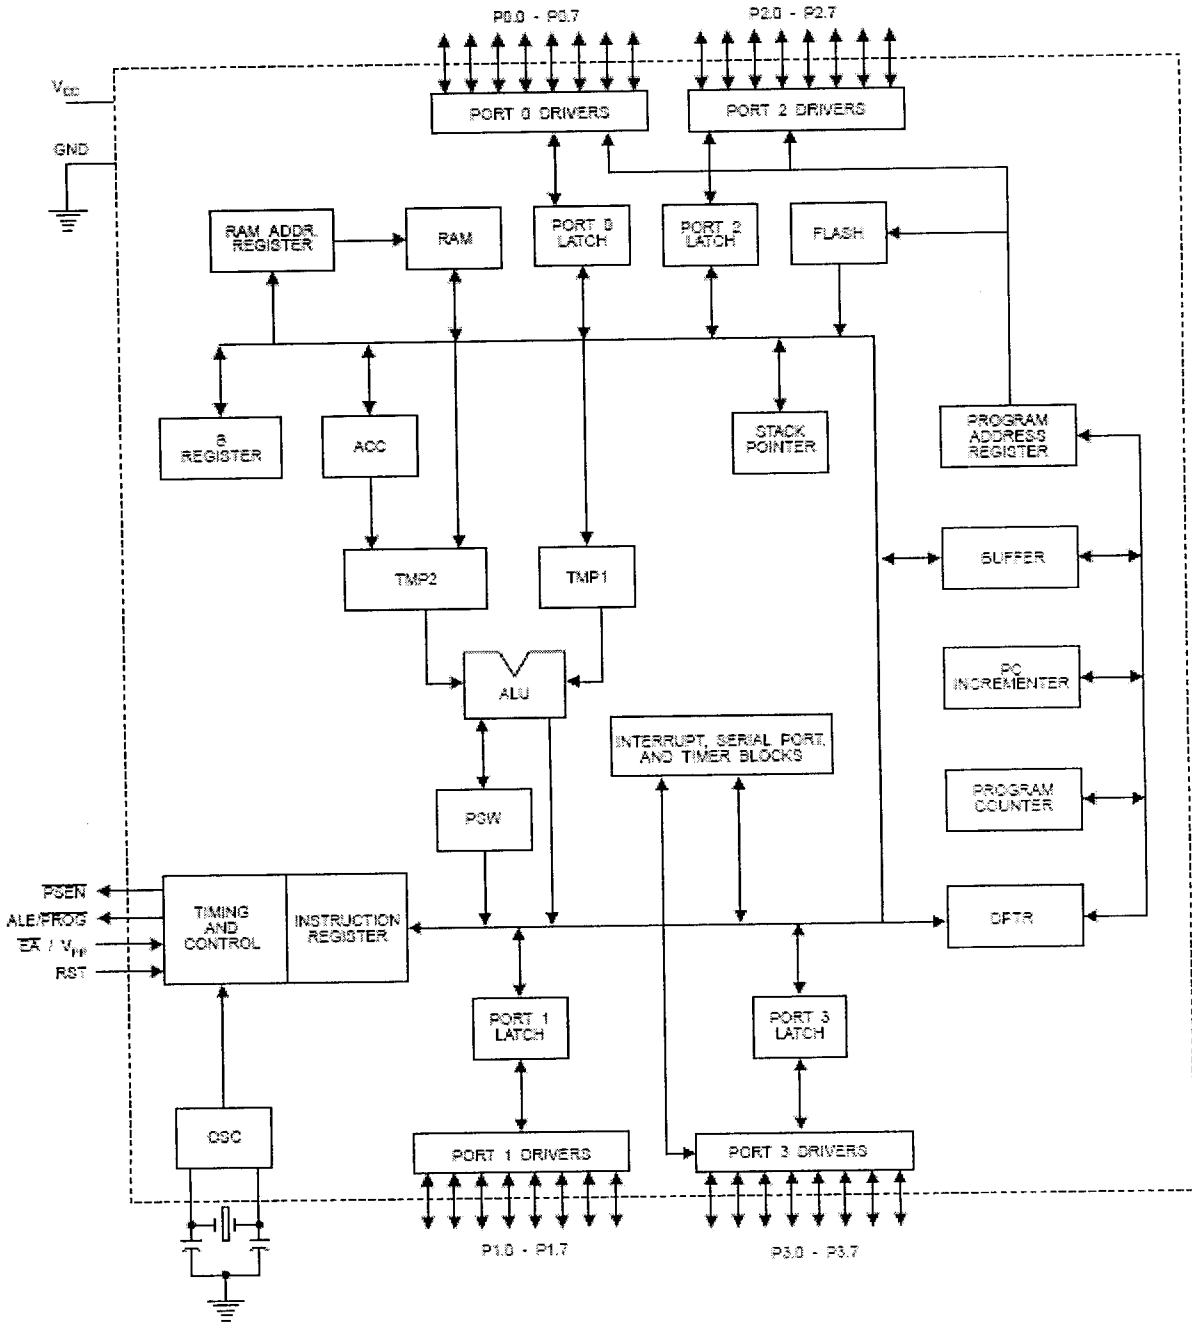 P0.0 - P0.7
P2.0 - P2.7
VCC
PORT 0 DRIVERS
PORT 2 DRIVERS
GND
RAM ADDR.
REGISTER
RAM
PORT 0
LATCH
PORT 2
LATCH
FLASH
B
REGISTER
ACC
STACK
POINTER
PROGRAM
ADDRESS
REGISTER
BUFFER
TMP2
TMP1
PC
INCREMENTER
ALU
INTERRUPT, SERIAL PORT,
AND TIMER BLOCKS
PROGRAM
COUNTER
PSW
PSEN
ALE/PROG
EA / VPP
RST
TIMING
AND
CONTROL
INSTRUCTION
REGISTER
DPTR
PORT 1
LATCH
PORT 3
LATCH
OSC
PORT 1 DRIVERS
PORT 3 DRIVERS
P1.0 - P1.7
P3.0 - P3.7